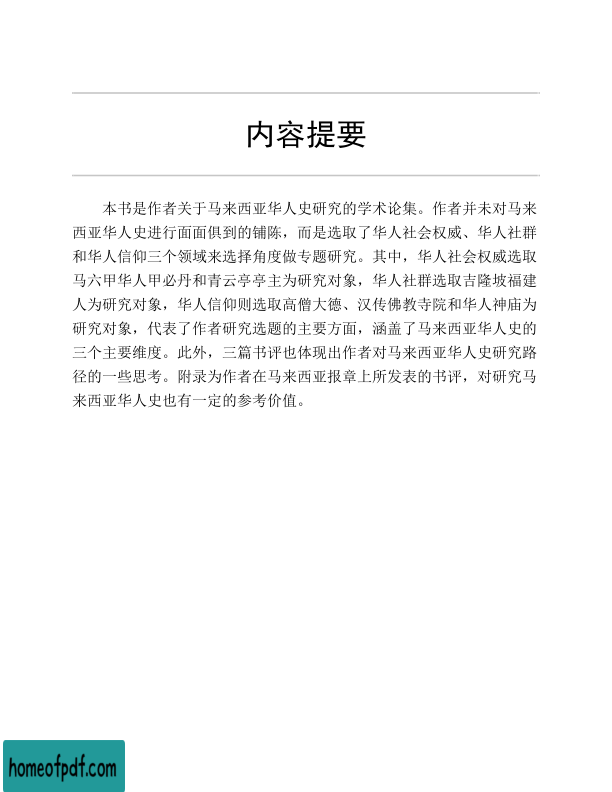 内容提要
本书是作者关于马来西亚华人史研究的学术论集。作者并未对马来
西亚华人史进行面面俱到的铺陈，而是选取了华人社会权威、华人社群
和华人信仰三个领域来选择角度做专题研究。其中，华人社会权威选取
马六甲华人甲必丹和青云亭亭主为研究对象，华人社群选取吉隆坡福建
人为研究对象，华人信仰则选取高僧大德、汉传佛教寺院和华人神庙为
研究对象，代表了作者研究选题的主要方面，涵盖了马来西亚华人史的
三个主要维度。此外，三篇书评也体现出作者对马来西亚华人史研究路
径的一些思考。附录为作者在马来西亚报章上所发表的书评，对研究马
来西亚华人史也有一定的参考价值。
homeofpdf.com